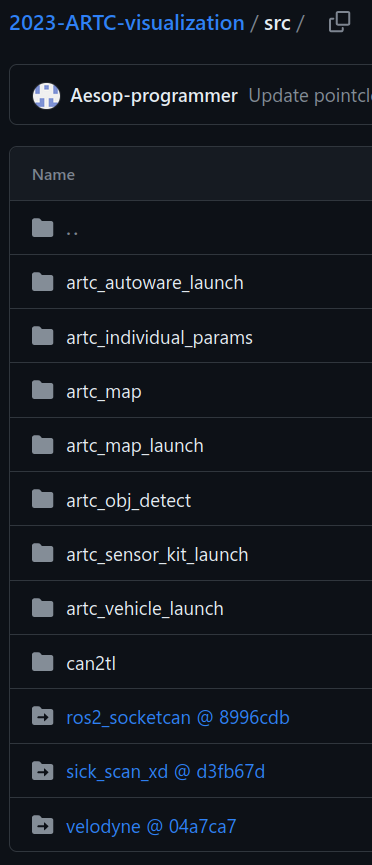 2023-ARTC-visualization / src /
Aesop-programmer Update pointcl
Name
..
artc_autoware_launch
artc_individual_params
artc_map
artc_map_launch
artc_obj_detect
artc_sensor_kit_launch
artc_vehicle_launch
can2tl
ros2_socketcan @ 8996cdb
sick_scan_xd @ d3fb67d
velodyne @ 04a7ca7